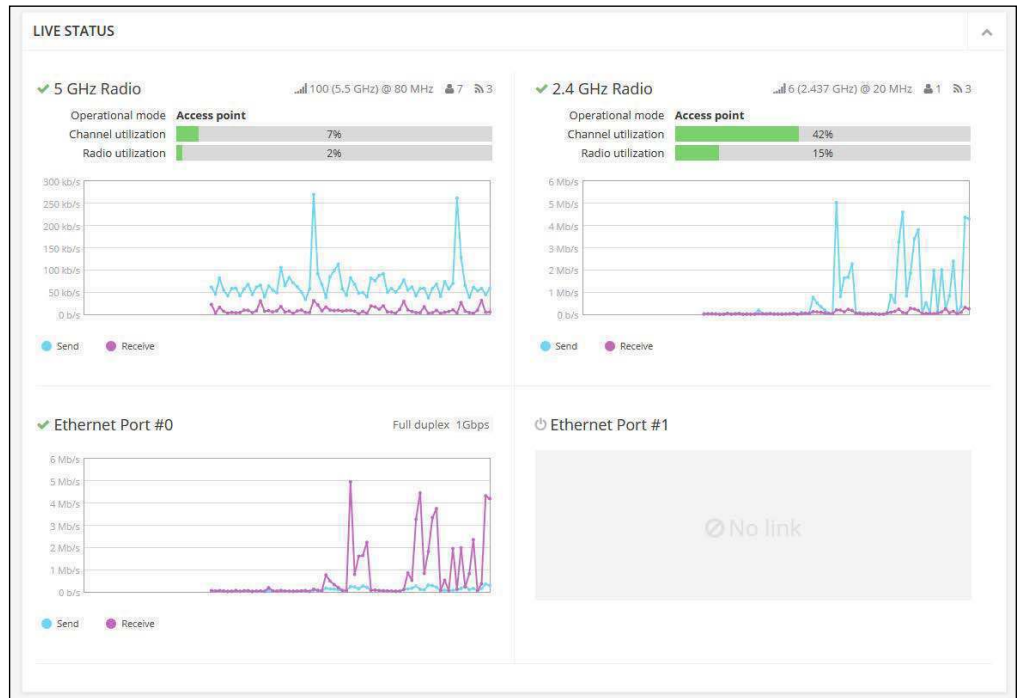 LIVE STATUS
5 GHz Radio 100 (5.5 GHz) @ 80 MHz 7 3
Operational mode Access point
Channel utilization 7%
Radio utilization 2%
300 kb/s
250 kb/s
200 kb/s
150 kb/s
100 kb/s
50 kb/s
0 b/s
Send Receive
2.4 GHz Radio 6 (2.437 GHz) @ 20 MHz 1 3
Operational mode Access point
Channel utilization 42%
Radio utilization 15%
6 Mb/s
5 Mb/s
4 Mb/s
3 Mb/s
2 Mb/s
1 Mb/s
0 b/s
Send Receive
Ethernet Port #0 Full duplex 1Gbps
6 Mb/s
5 Mb/s
4 Mb/s
3 Mb/s
2 Mb/s
1 Mb/s
0 b/s
Send Receive
Ethernet Port #1
No link